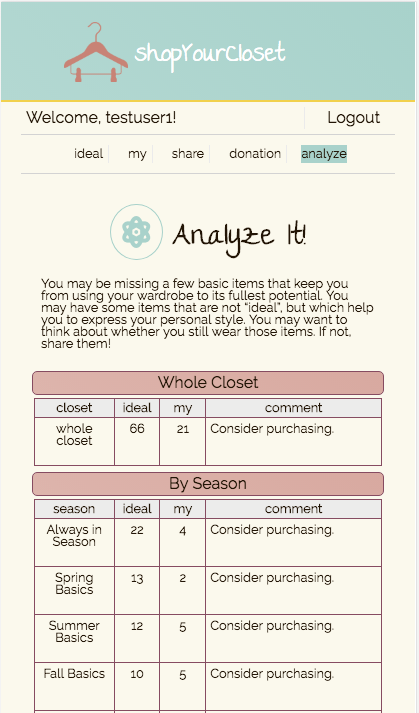 shopYourCloset
Welcome, testuser1! Logout
ideal my share donation analyze
Analyze It!
You may be missing a few basic items that keep you
from using your wardrobe to its fullest potential. You
may have some items that are not “ideal”, but which help
you to express your personal style. You may want to
think about whether you still wear those items. If not,
share them!
Whole Closet
closet ideal my comment
whole closet 66 21 Consider purchasing.
By Season
season ideal my comment
Always in Season 22 4 Consider purchasing.
Spring Basics 13 2 Consider purchasing.
Summer Basics 12 5 Consider purchasing.
Fall Basics 10 5 Consider purchasing.